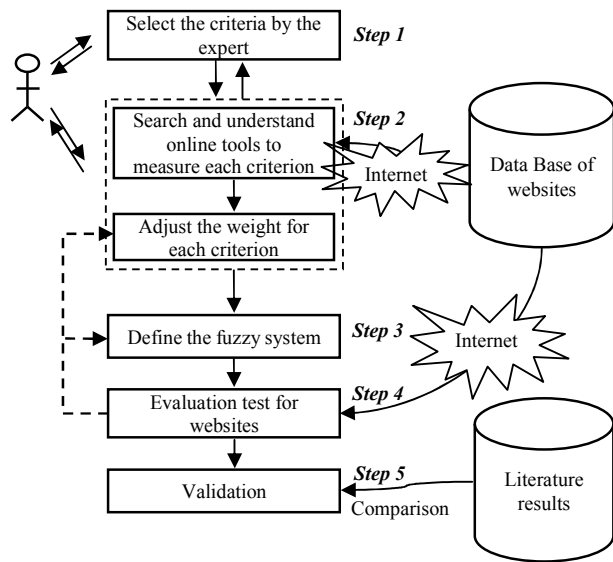 Select the criteria by the
expert
Step 1
Search and understand
online tools to
measure each criterion
Step 2
Internet
Data Base of
websites
Adjust the weight for
each criterion
Define the fuzzy system
Step 3
Internet
Evaluation test for
websites
Step 4
Validation
Step 5
Comparison
Literature
results